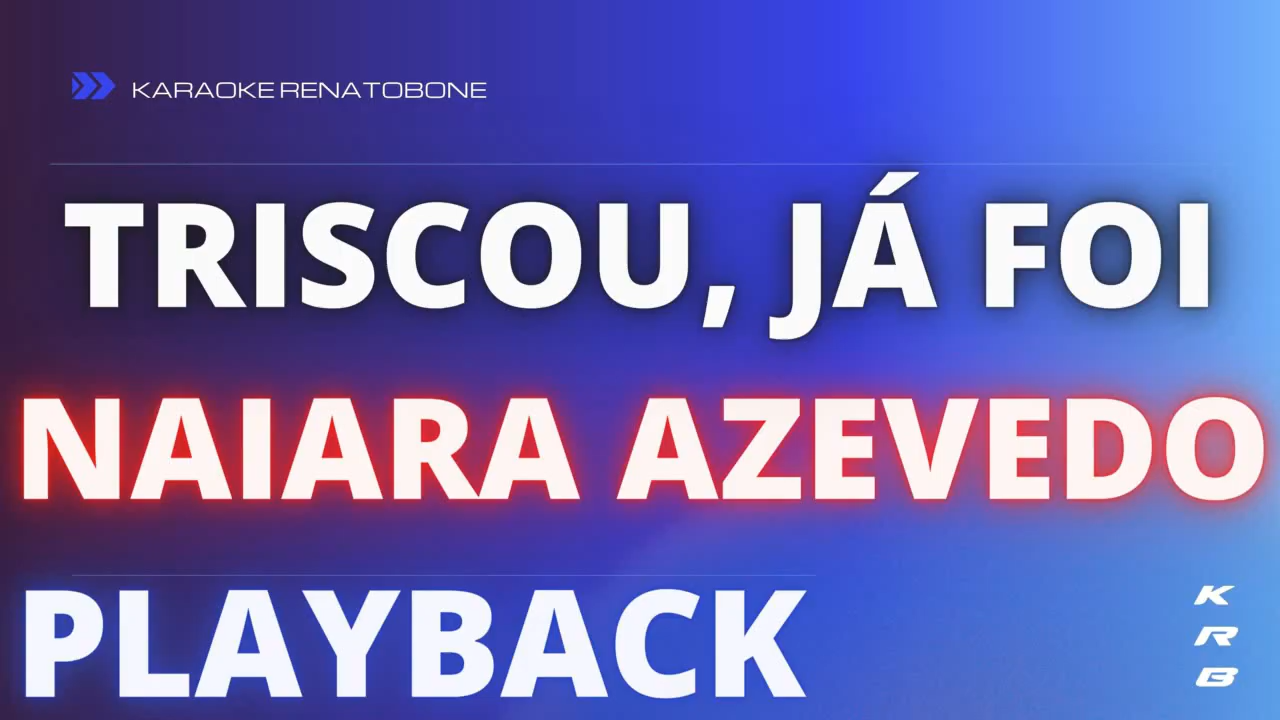 KARAOKE RENATOBONE
TRISCOU, JÁ FOI
NAIARA AZEVEDO
PLAYBACK
K
R
B